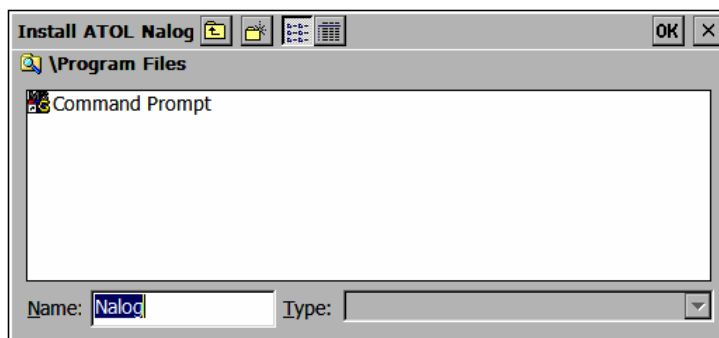 Install ATOL Nalog OK ×
\Program Files
Command Prompt
Name: Nalog Type: